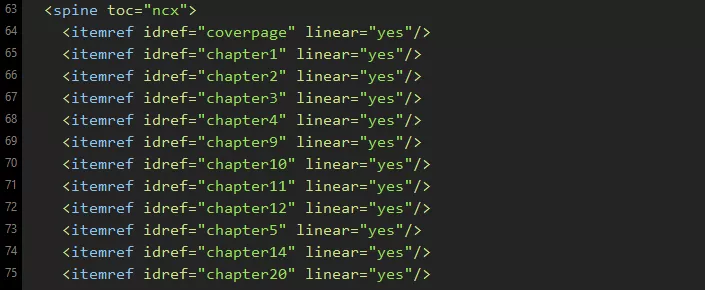 63 <spine toc="ncx">
64 <itemref idref="coverpage" linear="yes"/>
65 <itemref idref="chapter1" linear="yes"/>
66 <itemref idref="chapter2" linear="yes"/>
67 <itemref idref="chapter3" linear="yes"/>
68 <itemref idref="chapter4" linear="yes"/>
69 <itemref idref="chapter9" linear="yes"/>
70 <itemref idref="chapter10" linear="yes"/>
71 <itemref idref="chapter11" linear="yes"/>
72 <itemref idref="chapter12" linear="yes"/>
73 <itemref idref="chapter5" linear="yes"/>
74 <itemref idref="chapter14" linear="yes"/>
75 <itemref idref="chapter20" linear="yes"/>